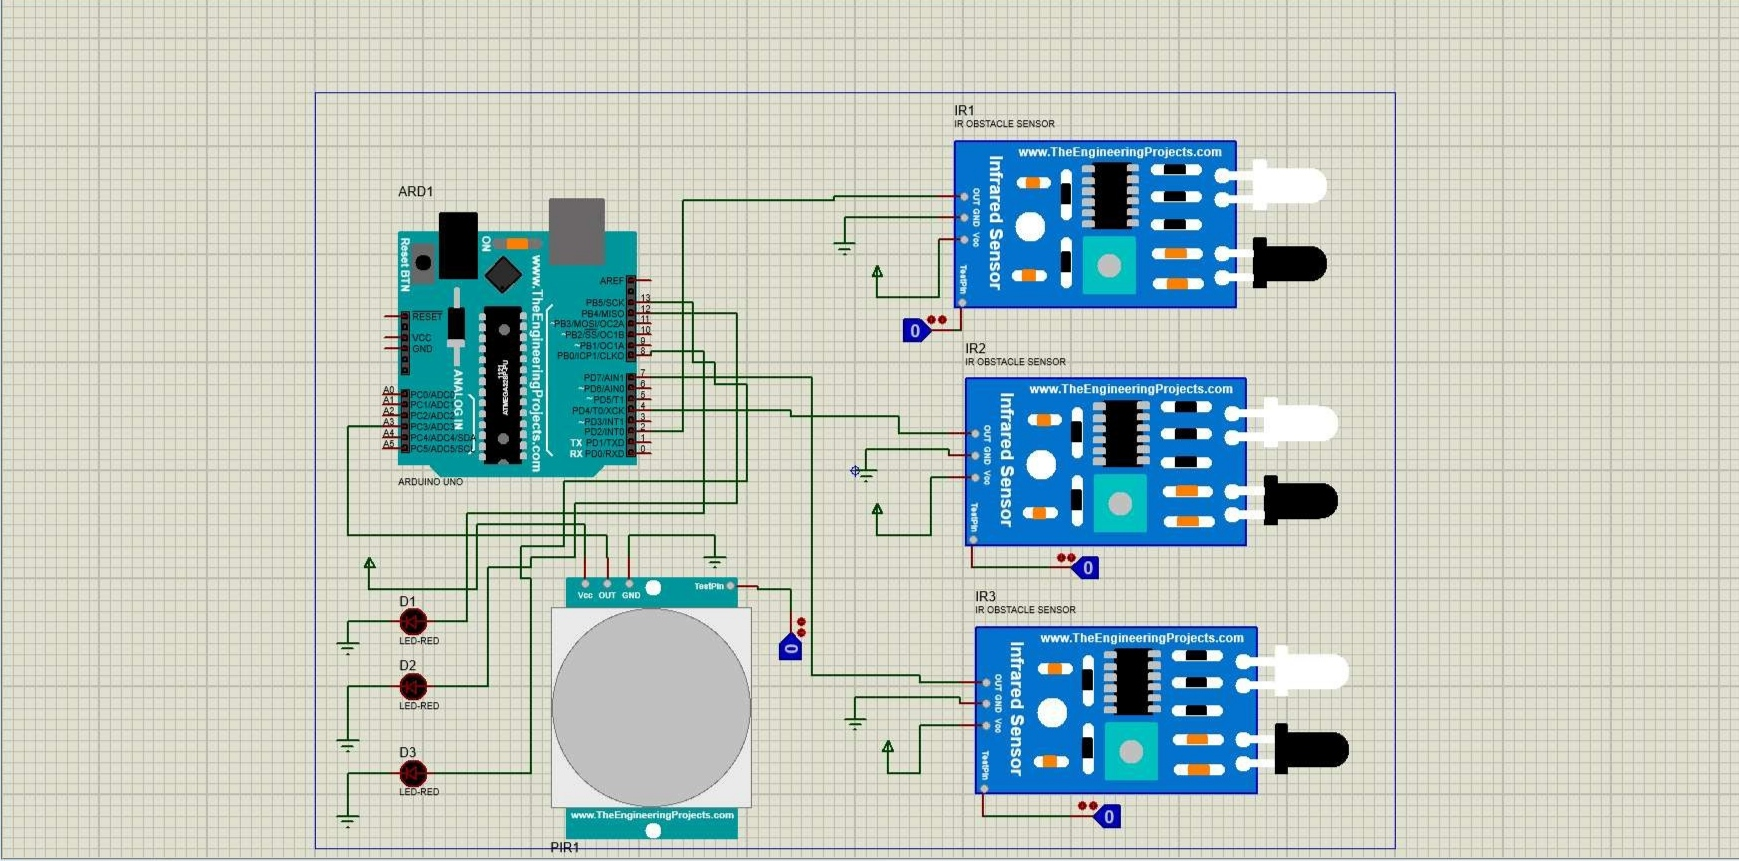 ARD1
Reset BTN
ON
www.TheEngineeringProjects.com
AREF
RESET
VCC
GND
ANALOG IN
ATMEGA328P-PU
A0
A1
A2
A3
A4
A5
PC0/ADC0
PC1/ADC
PC2/ADC
PC3/ADC
PC4/ADC4/SDA
PC5/ADC5/SC
PB5/SCK 13
PB4/MISO 12
~PB3/MOSI/OC2A 11
~PB2/SS/OC1B 10
~PB1/OC1A 9
PB0/ICP1/CLKO 8
PD7/AIN1 7
~PD6/AIN0 6
~PD5/T1 5
PD4/T0/XCK 4
~PD3/INT1 3
PD2/INT0 2
TX PD1/TXD 1
RX PD0/RXD 0
ARDUINO UNO
IR1
IR OBSTACLE SENSOR
www.TheEngineeringProjects.com
Infrared Sensor
OUT
GND
Vcc
TestPin
0
IR2
IR OBSTACLE SENSOR
www.TheEngineeringProjects.com
Infrared Sensor
OUT
GND
Vcc
TestPin
0
IR3
IR OBSTACLE SENSOR
www.TheEngineeringProjects.com
Infrared Sensor
OUT
GND
Vcc
TestPin
0
D1
LED-RED
D2
LED-RED
D3
LED-RED
Vcc OUT GND TestPin
0
www.TheEngineeringProjects.com
PIR1